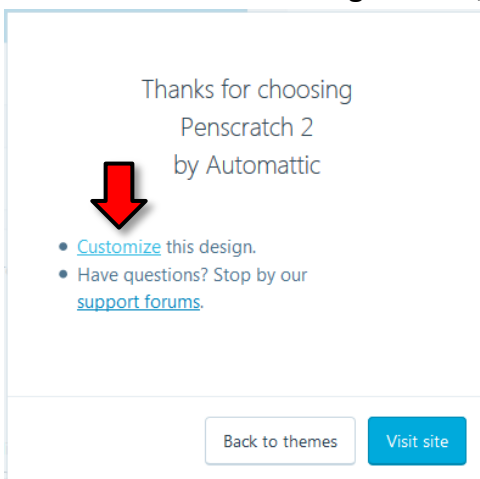 Thanks for choosing
Penscratch 2
by Automattic
• Customize this design.
• Have questions? Stop by our
support forums.
Back to themes
Visit site